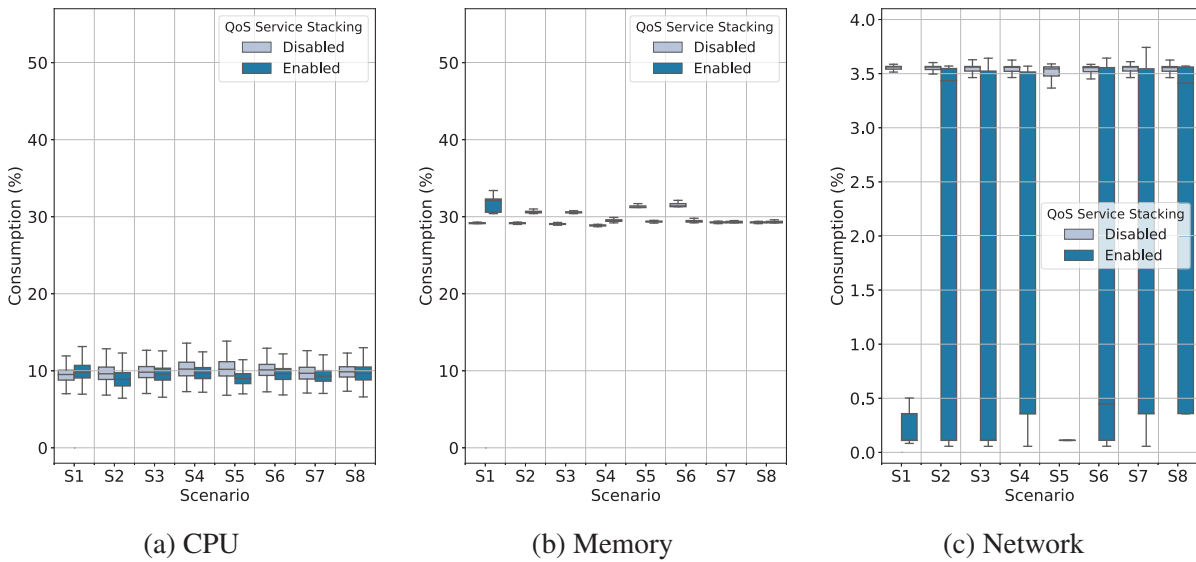 QoS Service Stacking
Disabled
Enabled
50
40
30
20
10
0
Consumption (%)
S1 S2 S3 S4 S5 S6 S7 S8
Scenario
(a) CPU
QoS Service Stacking
Disabled
Enabled
50
40
30
20
10
0
Consumption (%)
S1 S2 S3 S4 S5 S6 S7 S8
Scenario
(b) Memory
4.0
3.5
3.0
2.5
2.0
1.5
1.0
0.5
0.0
Consumption (%)
QoS Service Stacking
Disabled
Enabled
S1 S2 S3 S4 S5 S6 S7 S8
Scenario
(c) Network